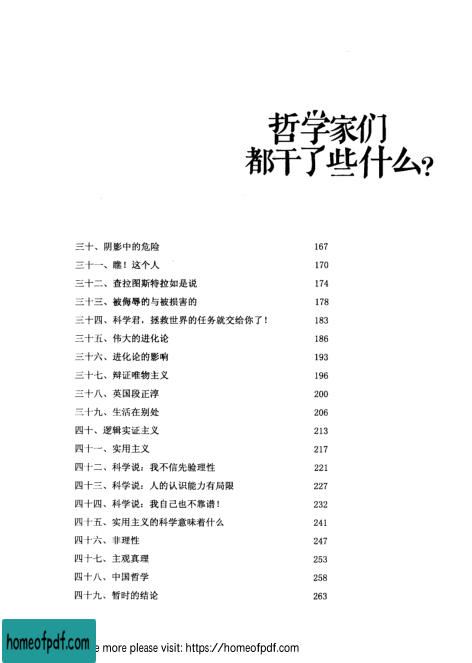 哲学家们
都干了些什么?
三十、阴影中的危险 167
三十一、瞧！这个人 170
三十二、查拉图斯特拉如是说 174
三十三、被侮辱的与被损害的 178
三十四、科学君，拯救世界的任务就交给你了！ 183
三十五、伟大的进化论 186
三十六、进化论的影响 193
三十七、辩证唯物主义 196
三十八、英国段正淳 200
三十九、生活在别处 206
四十、逻辑实证主义 213
四十一、实用主义 217
四十二、科学说：我不信先验理性 221
四十三、科学说：人的认识能力有局限 227
四十四、科学说：我自己也不靠谱！ 232
四十五、实用主义的科学意味着什么 241
四十六、非理性 247
四十七、主观真理 253
四十八、中国哲学 258
四十九、暂时的结论 263
homeofpdf.com
e more please visit: https://homeofpdf.com